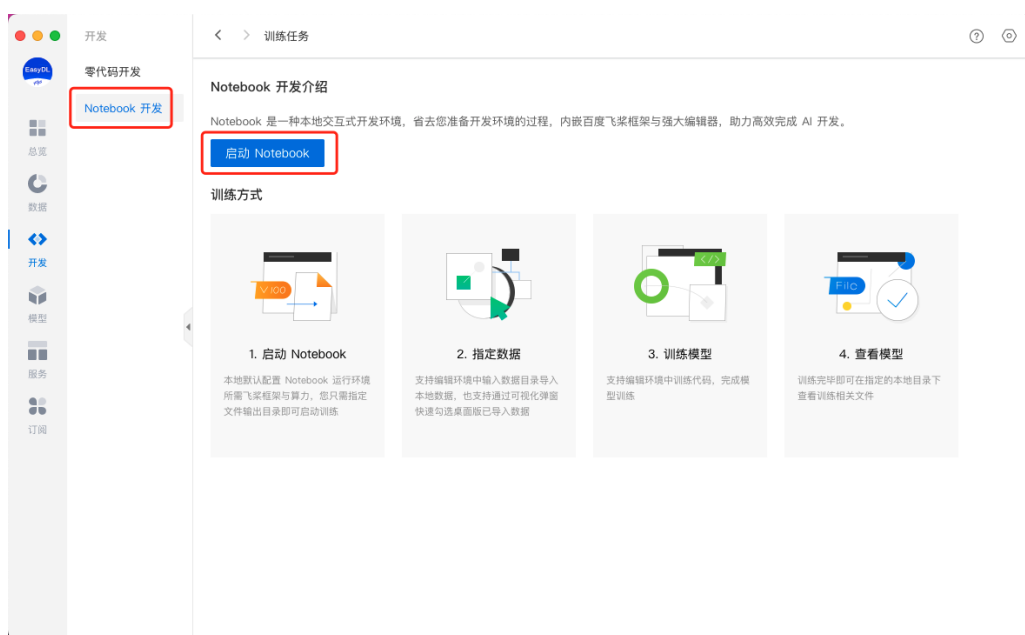 开发
训练任务
EasyDL
零代码开发
Notebook 开发
总览
数据
开发
模型
服务
订阅
Notebook 开发介绍
Notebook 是一种本地交互式开发环境，省去您准备开发环境的过程，内嵌百度飞桨框架与强大编辑器，助力高效完成 AI 开发。
启动 Notebook
训练方式
V100
1. 启动 Notebook
本地默认配置 Notebook 运行环境
所需飞桨框架与算力，您只需指定
文件输出目录即可启动训练
2. 指定数据
支持编辑环境中输入数据目录导入
本地数据，也支持通过可视化弹窗
快速勾选桌面版已导入数据
</>
3. 训练模型
支持编辑环境中训练代码，完成模
型训练
File
4. 查看模型
训练完毕即可在指定的本地目录下
查看训练相关文件